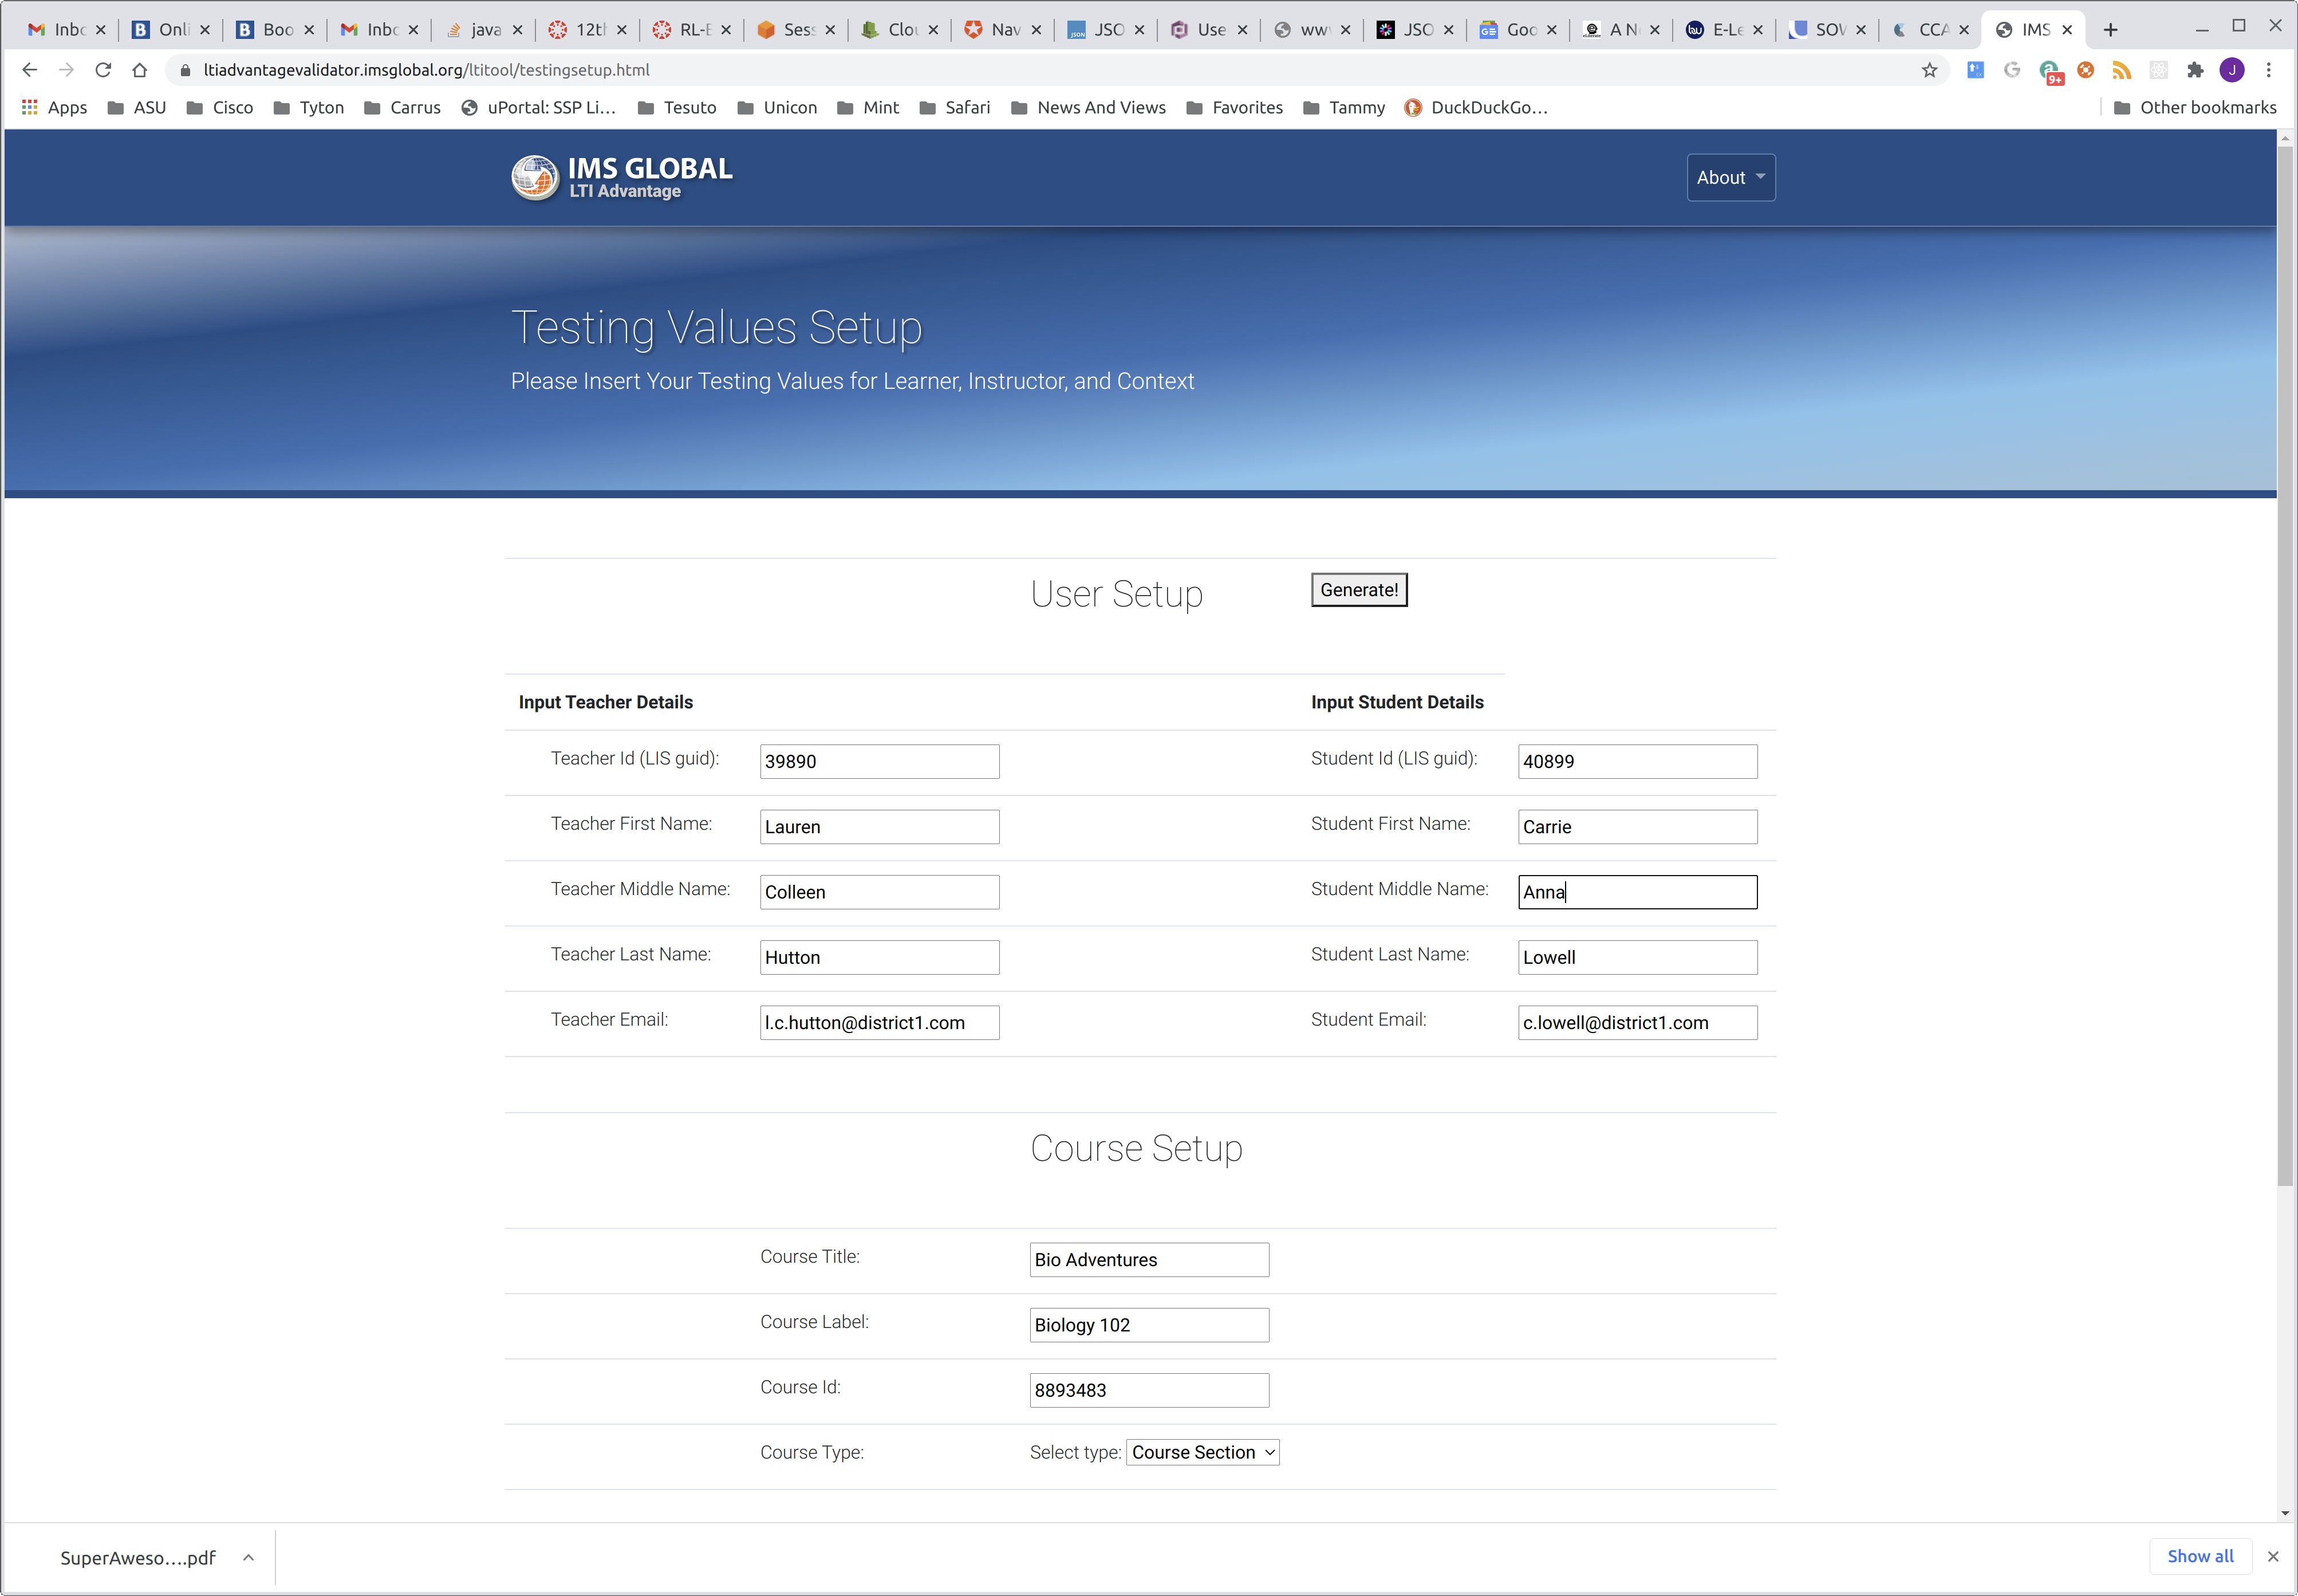 Inbo Onli Boo Inbo java 12th RL-E Sess Clou Nav JSO Use ww JSO Goo A N E-Le SOW CCA IMS
ltiadvantagevalidator.imsglobal.org/ltitool/testingsetup.html 9+ J
Apps ASU Cisco Tyton Carrus uPortal: SSP Li... Tesuto Unicon Mint Safari News And Views Favorites Tammy DuckDuckGo... Other bookmarks
IMS GLOBAL
LTI Advantage
About
Testing Values Setup
Please Insert Your Testing Values for Learner, Instructor, and Context
User Setup Generate!
Input Teacher Details Input Student Details
Teacher Id (LIS guid): 39890 Student Id (LIS guid): 40899
Teacher First Name: Lauren Student First Name: Carrie
Teacher Middle Name: Colleen Student Middle Name: Anna
Teacher Last Name: Hutton Student Last Name: Lowell
Teacher Email: l.c.hutton@district1.com Student Email: c.lowell@district1.com
Course Setup
Course Title: Bio Adventures
Course Label: Biology 102
Course Id: 8893483
Course Type: Select type: Course Section
SuperAweso....pdf Show all